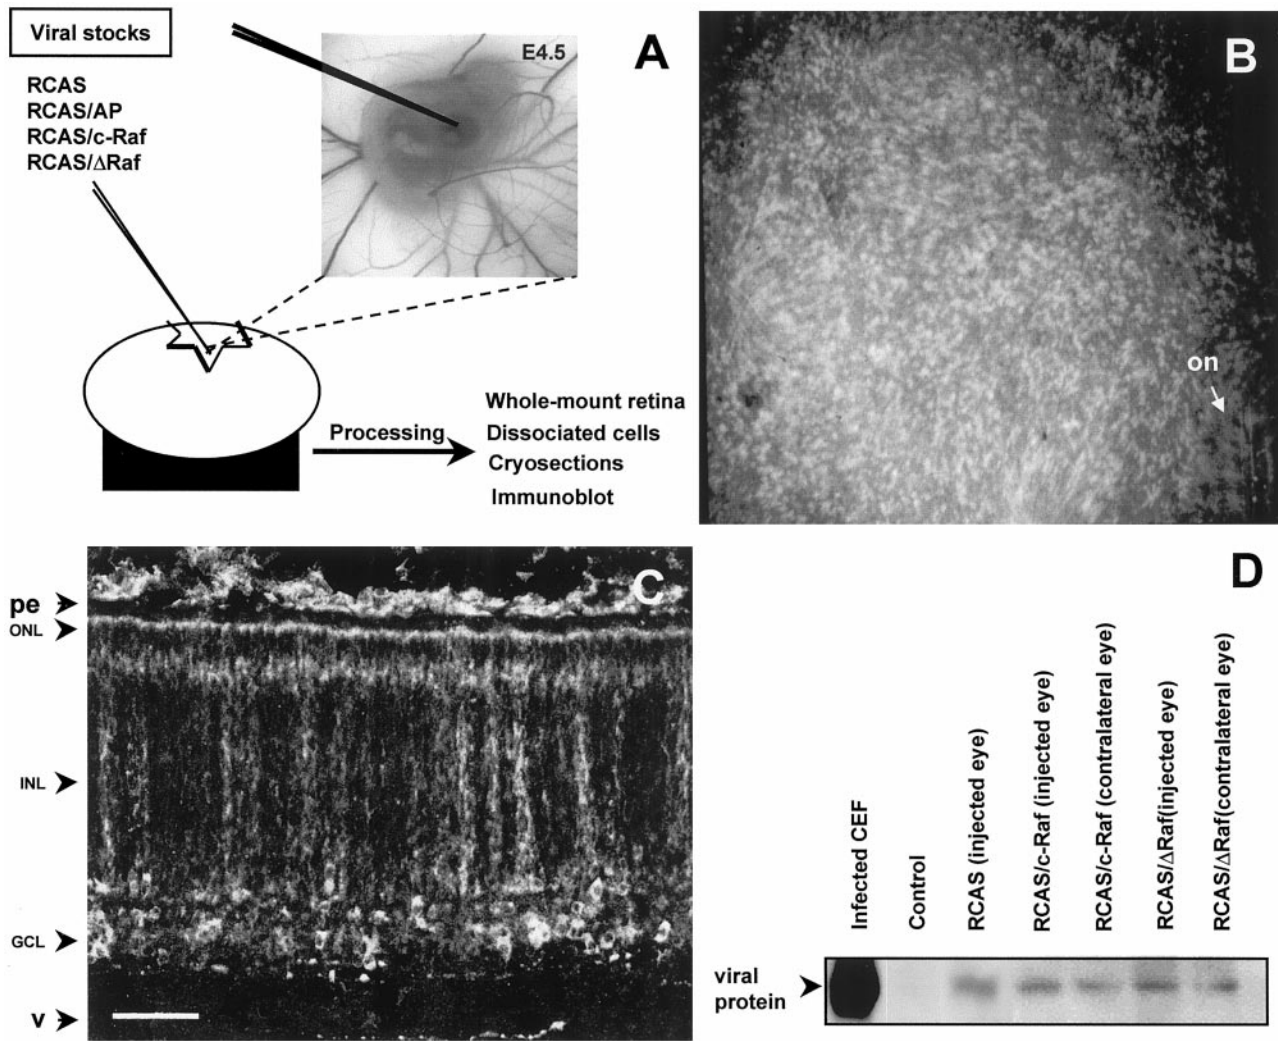 A
Viral stocks
RCAS
RCAS/AP
RCAS/c-Raf
RCAS/ΔRaf
E4.5
Processing
Whole-mount retina
Dissociated cells
Cryosections
Immunoblot
B
on
C
pe
ONL
INL
GCL
v
D
Infected CEF
Control
RCAS (injected eye)
RCAS/c-Raf (injected eye)
RCAS/c-Raf (contralateral eye)
RCAS/ΔRaf(injected eye)
RCAS/ΔRaf(contralateral eye)
viral
protein